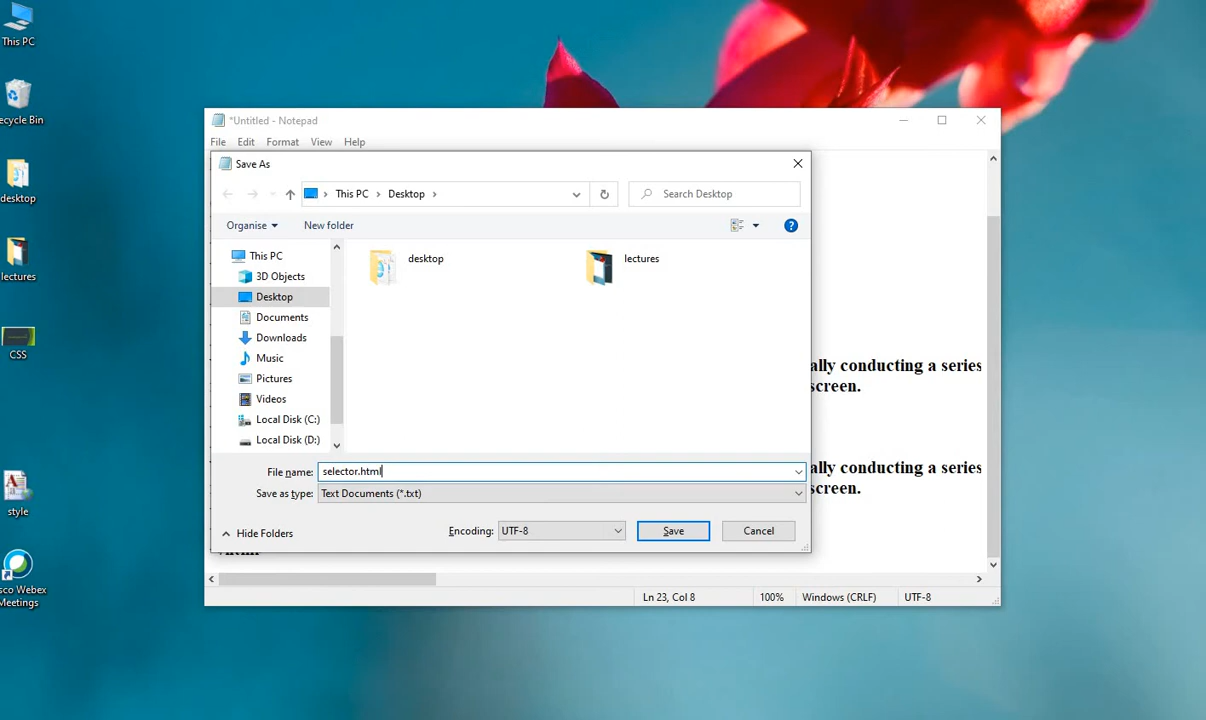 This PC
ecycle Bin
desktop
lectures
CSS
style
sco Webex
Meetings
*Untitled - Notepad
File Edit Format View Help
Save As
This PC › Desktop ›
Search Desktop
Organise New folder
This PC
3D Objects
Desktop
Documents
Downloads
Music
Pictures
Videos
Local Disk (C:)
Local Disk (D:)
desktop
lectures
File name: selector.html
Save as type: Text Documents (*.txt)
Hide Folders
Encoding: UTF-8
Save
Cancel
ally conducting a series
screen.
ally conducting a series
screen.
Ln 23, Col 8 100% Windows (CRLF) UTF-8